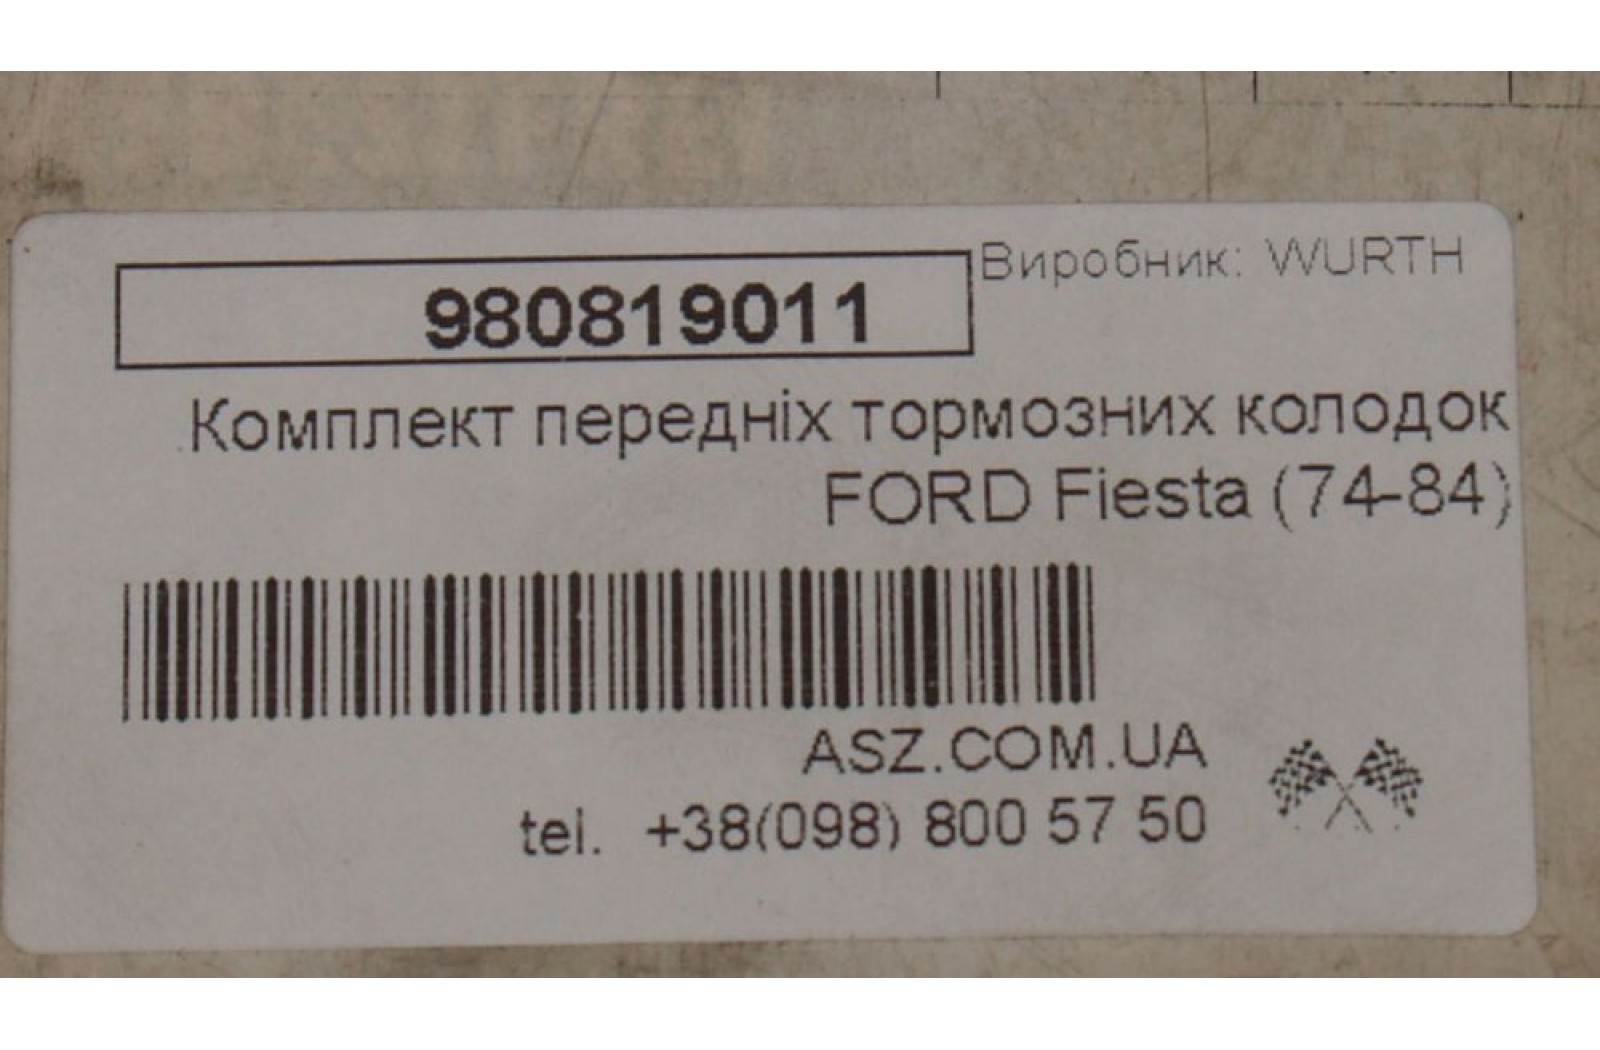 980819011
Виробник: WURTH
Комплект передніх тормозних колодок
FORD Fiesta (74-84)
ASZ.COM.UA
tel. +38(098) 800 57 50